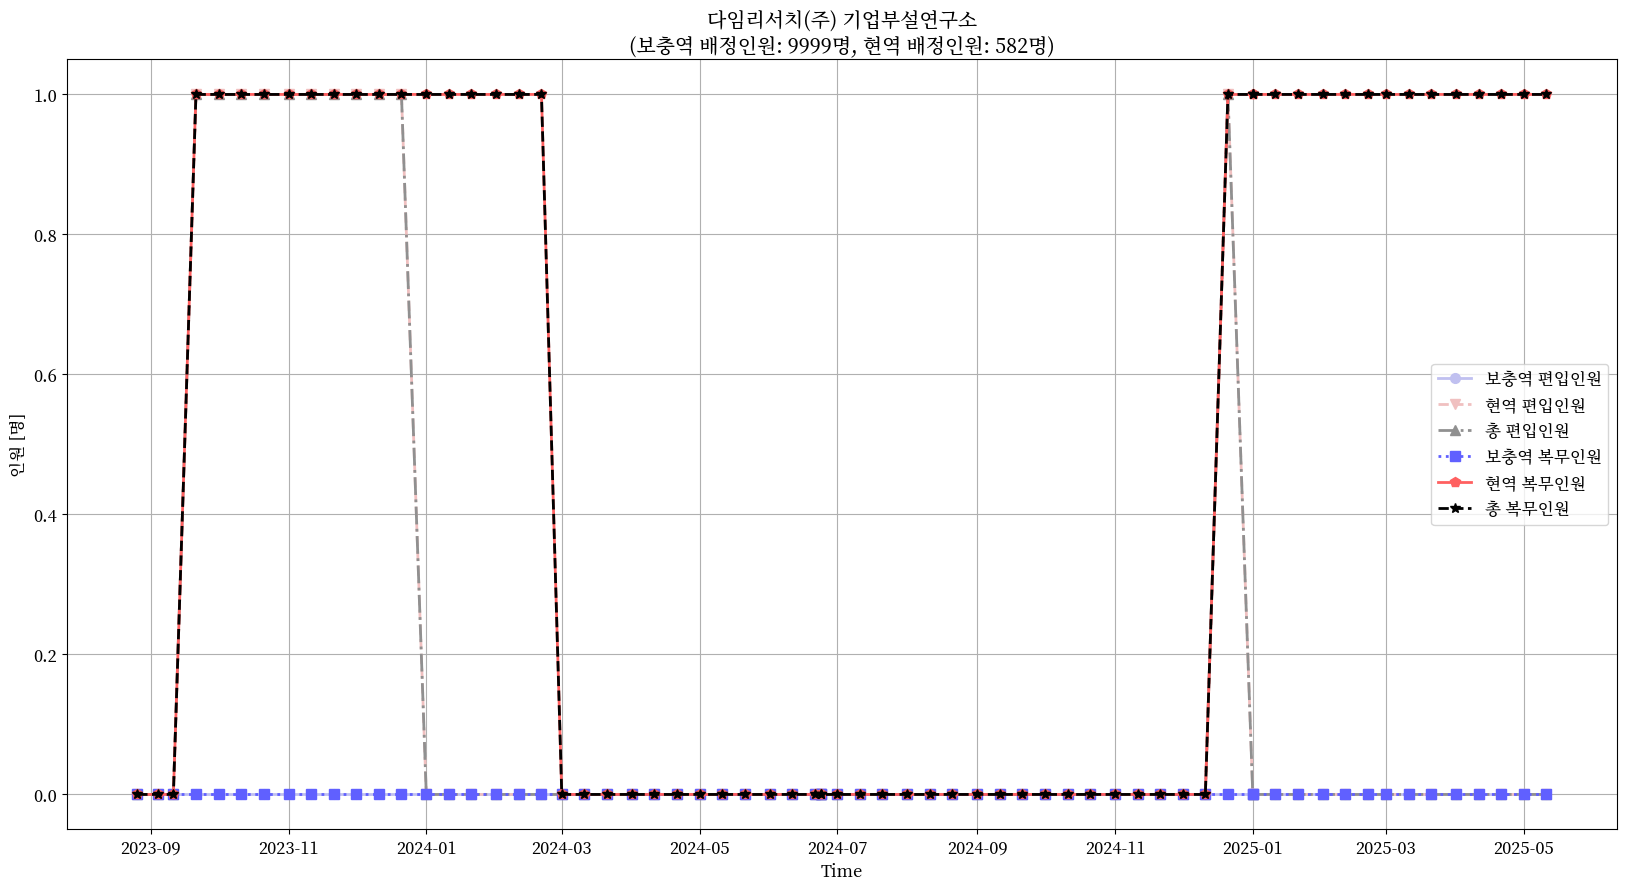 다임리서치(주) 기업부설연구소
(보충역 배정인원: 9999명, 현역 배정인원: 582명)
1.0
0.8
0.6
0.4
0.2
0.0
인원 [명]
보충역 편입인원
현역 편입인원
총 편입인원
보충역 복무인원
현역 복무인원
총 복무인원
2023-09 2023-11 2024-01 2024-03 2024-05 2024-07 2024-09 2024-11 2025-01 2025-03 2025-05
Time